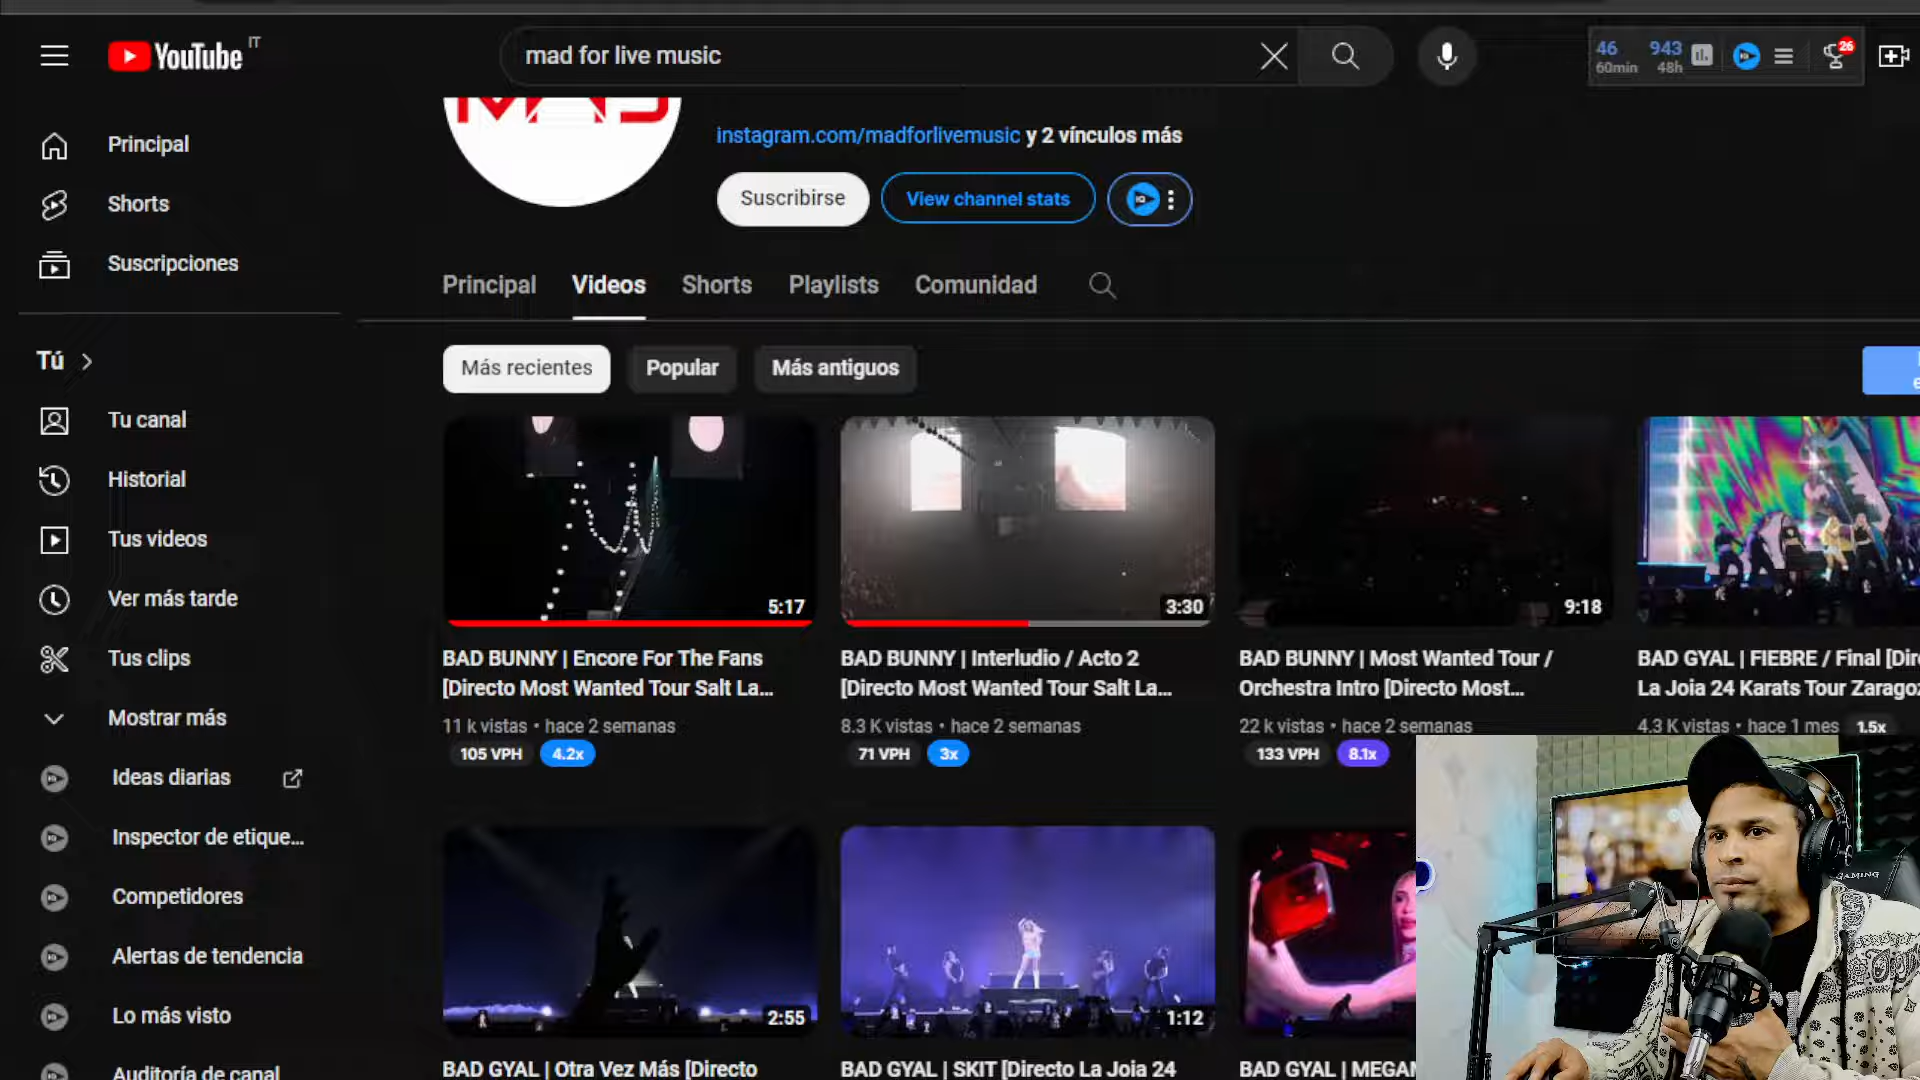 YouTube IT
mad for live music
46 943
60min 48h
26
MAD
instagram.com/madforlivemusic y 2 vínculos más
Suscribirse
View channel stats
Principal
Shorts
Suscripciones
Principal Videos Shorts Playlists Comunidad
Tú
Más recientes Popular Más antiguos
Tu canal
Historial
Tus videos
Ver más tarde
Tus clips
Mostrar más
Ideas diarias
Inspector de etique...
Competidores
Alertas de tendencia
Lo más visto
Auditoría de canal
5:17
BAD BUNNY | Encore For The Fans
[Directo Most Wanted Tour Salt La...
11 k vistas • hace 2 semanas
105 VPH 4.2x
3:30
BAD BUNNY | Interludio / Acto 2
[Directo Most Wanted Tour Salt La...
8.3 K vistas • hace 2 semanas
71 VPH 3x
9:18
BAD BUNNY | Most Wanted Tour /
Orchestra Intro [Directo Most...
22 k vistas • hace 2 semanas
133 VPH 8.1x
BAD GYAL | FIEBRE / Final [Dire
La Joia 24 Karats Tour Zaragoz
4.3 K vistas • hace 1 mes 1.5x
2:55
BAD GYAL | Otra Vez Más [Directo
1:12
BAD GYAL | SKIT [Directo La Joia 24
BAD GYAL | MEGAN
GAMING